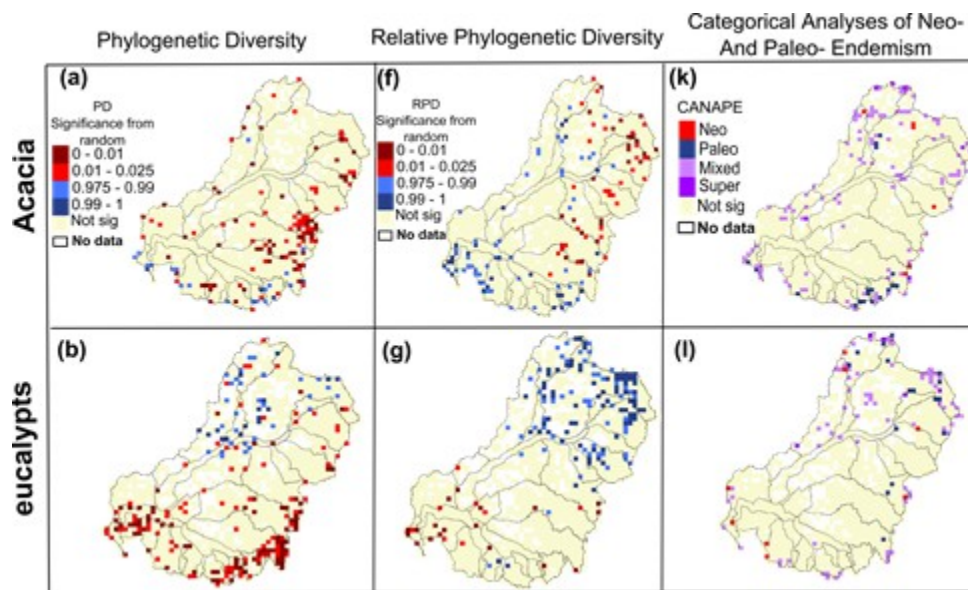 Phylogenetic Diversity
Relative Phylogenetic Diversity
Categorical Analyses of Neo-
And Paleo- Endemism
Acacia
(a)
PD
Significance from
random
0 - 0.01
0.01 - 0.025
0.975 - 0.99
0.99 - 1
Not sig
No data
(f)
RPD
Significance from
random
0 - 0.01
0.01 - 0.025
0.975 - 0.99
0.99 - 1
Not sig
No data
(k)
CANAPE
Neo
Paleo
Mixed
Super
Not sig
No data
eucalypts
(b)
(g)
(l)